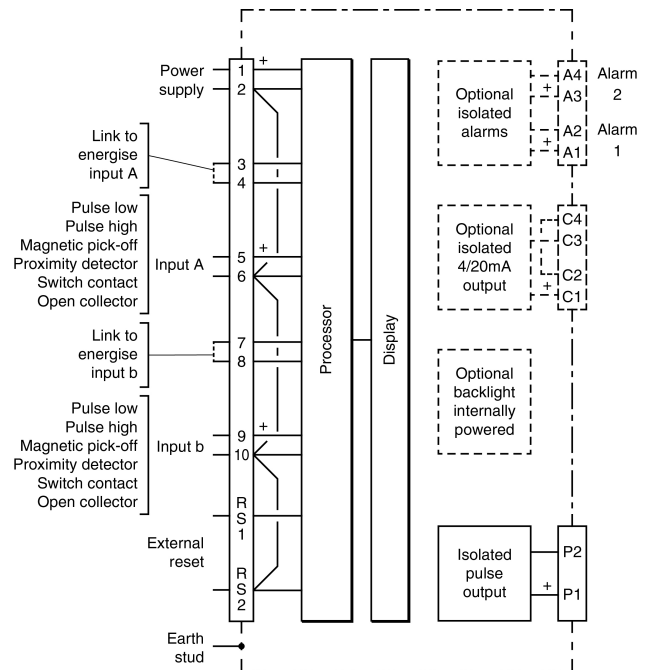 Power
supply
Link to
energise
input A
Pulse low
Pulse high
Magnetic pick-off
Proximity detector
Switch contact
Open collector
Input A
Link to
energise
input b
Pulse low
Pulse high
Magnetic pick-off
Proximity detector
Switch contact
Open collector
Input b
External
reset
Earth
stud
1 +
2
3
4
5 +
6
7
8
9 +
10
R
S
1
R
S
2
Processor
Display
Optional
isolated
alarms
+
+
A4
A3
A2
A1
Alarm
2
Alarm
1
Optional
isolated
4/20mA
output
+
C4
C3
C2
C1
Optional
backlight
internally
powered
Isolated
pulse
output
+
P2
P1